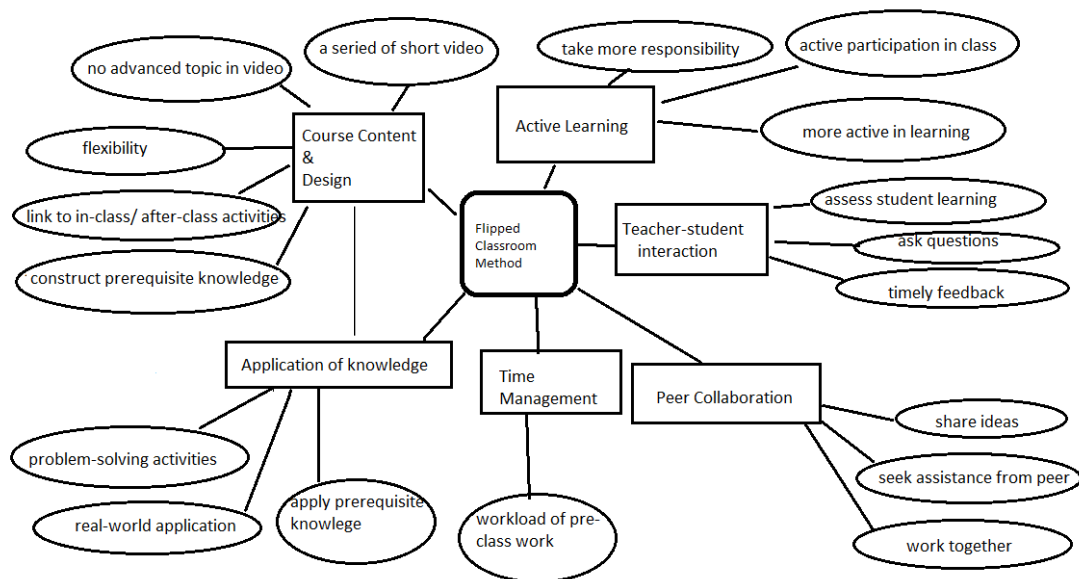 a seried of short video
take more responsibility
active participation in class
no advanced topic in video
Course Content
&
Design
Active Learning
more active in learning
flexibility
link to in-class/ after-class activities
construct prerequisite knowledge
Flipped
Classroom
Method
Teacher-student
interaction
assess student learning
ask questions
timely feedback
Application of knowledge
Time
Management
Peer Collaboration
share ideas
problem-solving activities
seek assistance from peer
real-world application
apply prerequisite
knowlege
workload of pre-
class work
work together